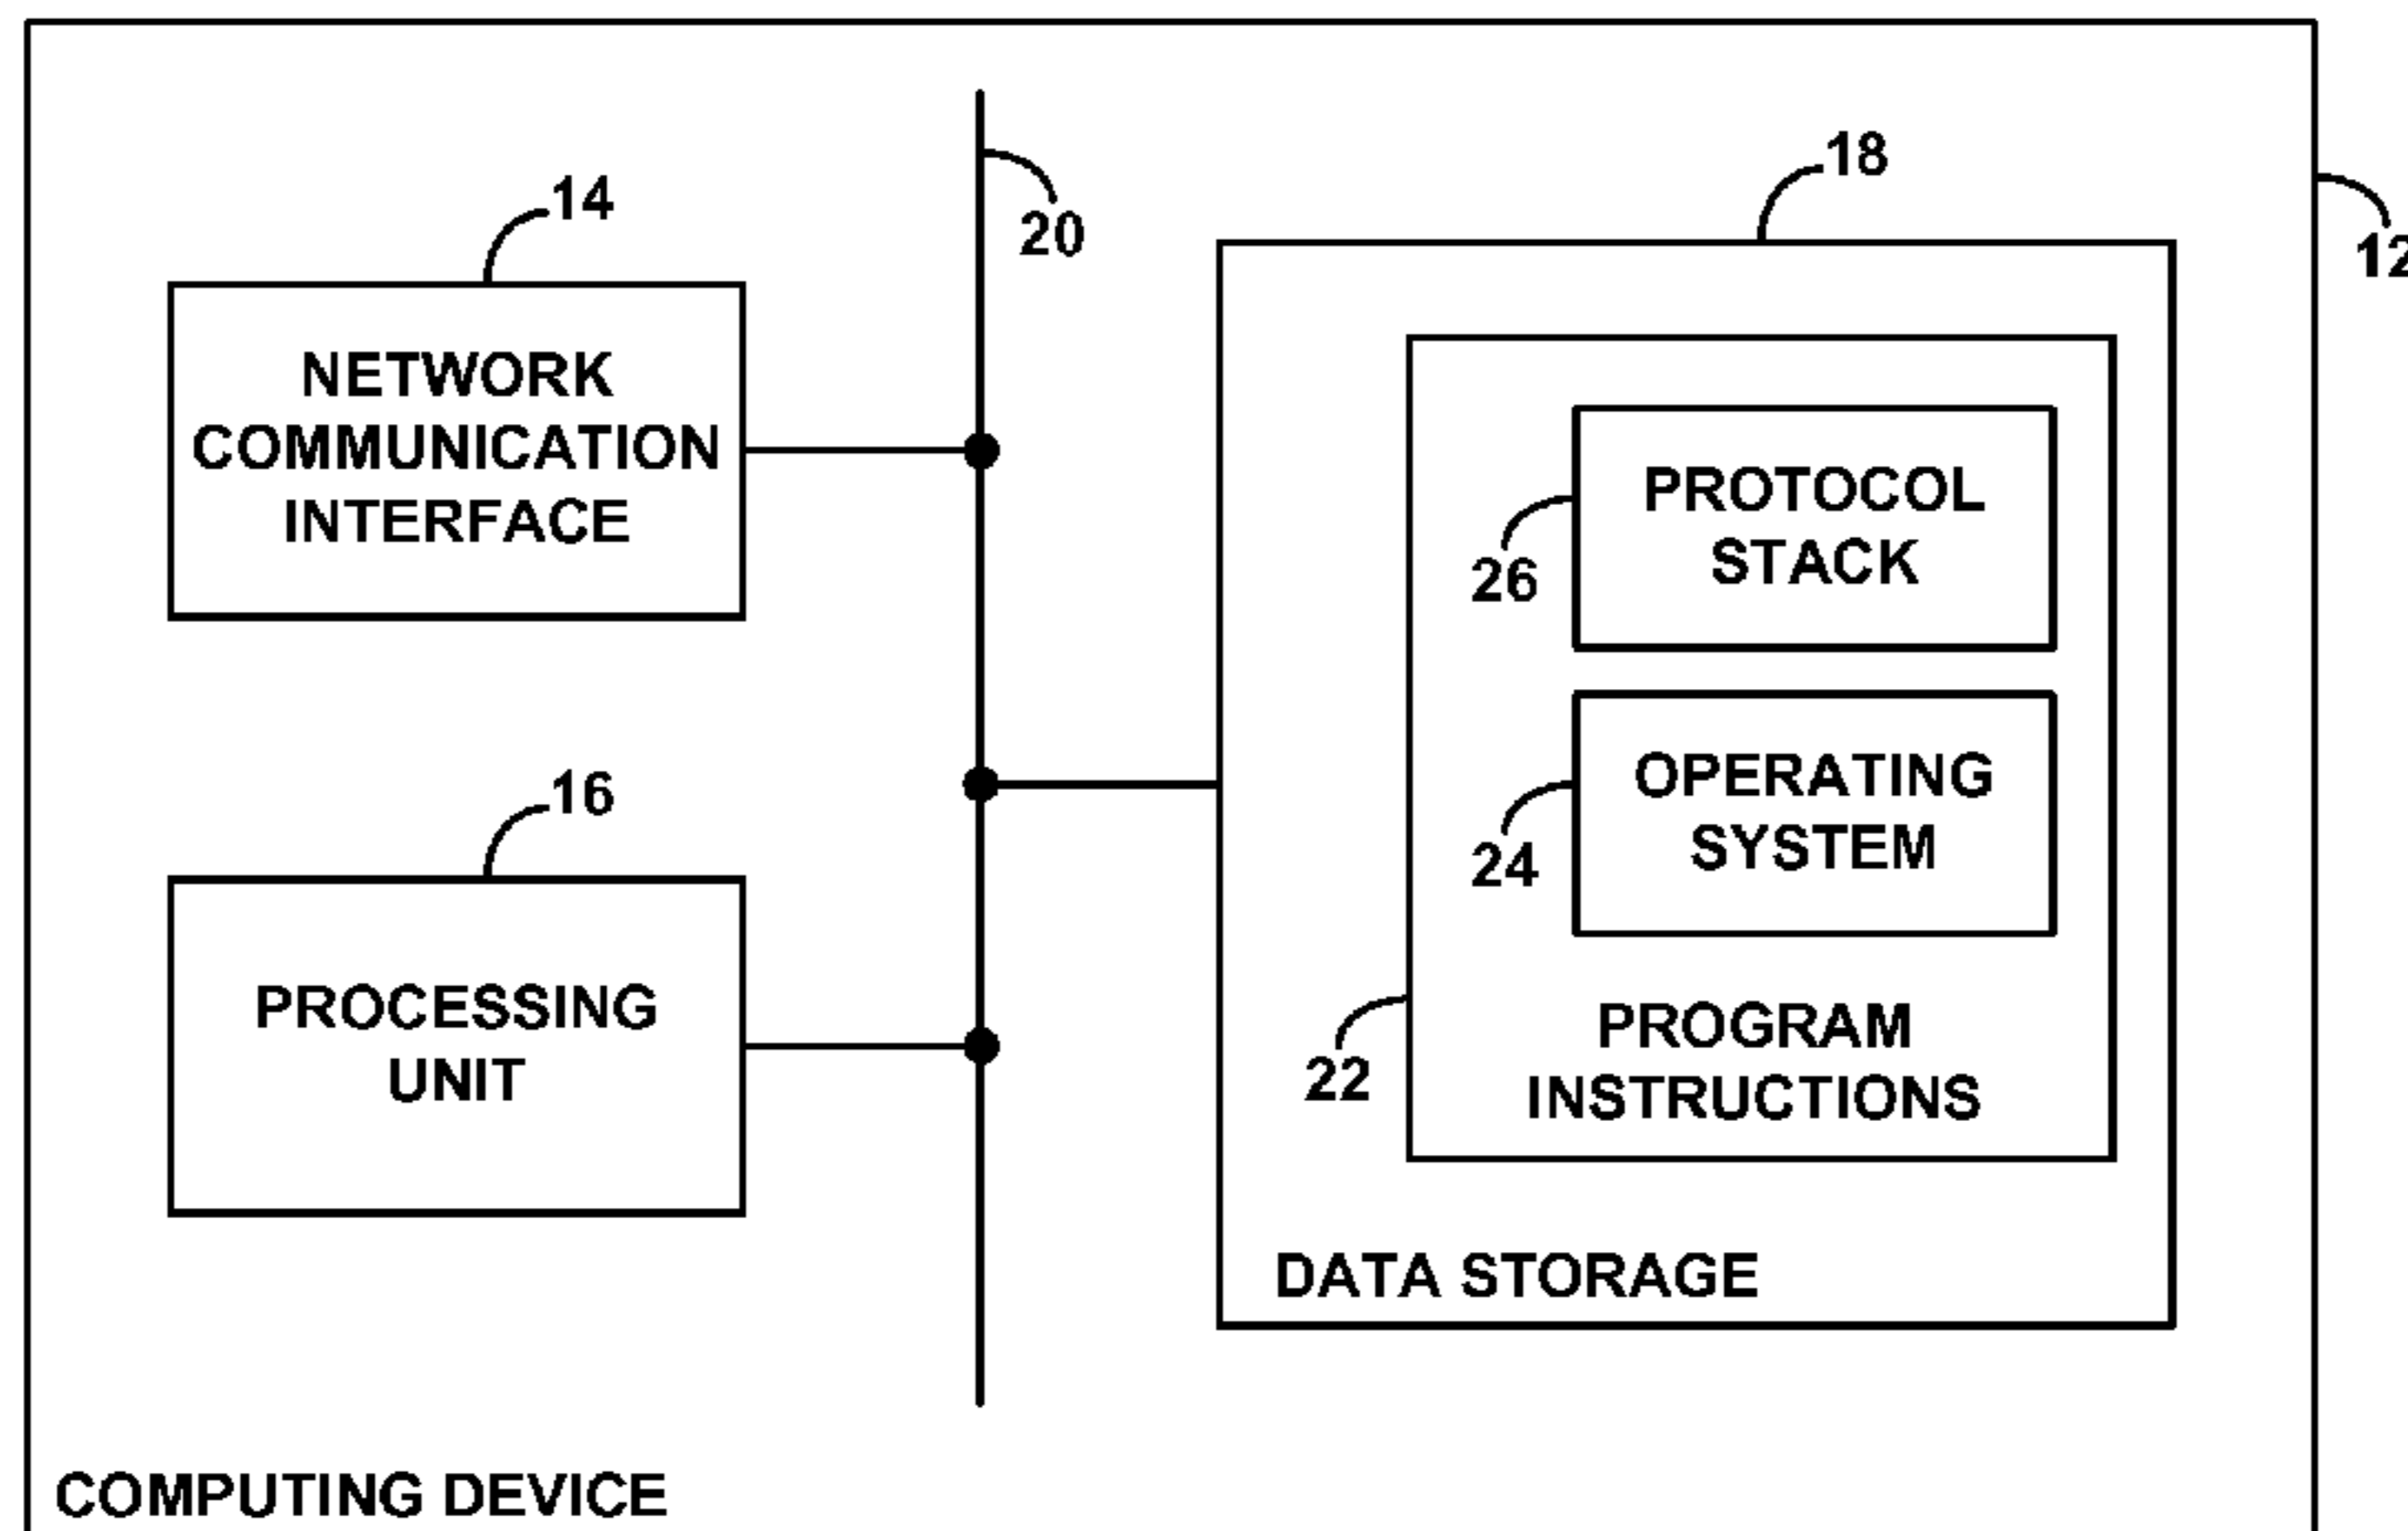 14
20
18
12
NETWORK
COMMUNICATION
INTERFACE
PROTOCOL
STACK
26
16
OPERATING
SYSTEM
24
PROCESSING
UNIT
22
PROGRAM
INSTRUCTIONS
DATA STORAGE
COMPUTING DEVICE